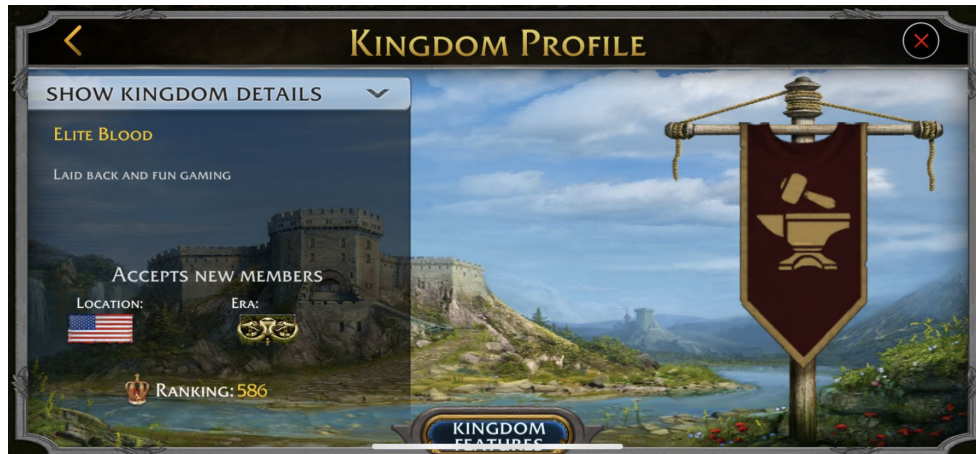 Kingdom Profile
SHOW KINGDOM DETAILS
Elite Blood
Laid back and fun gaming
Accepts new members
Location: Era:
Ranking: 586
KINGDOM
FEATURES